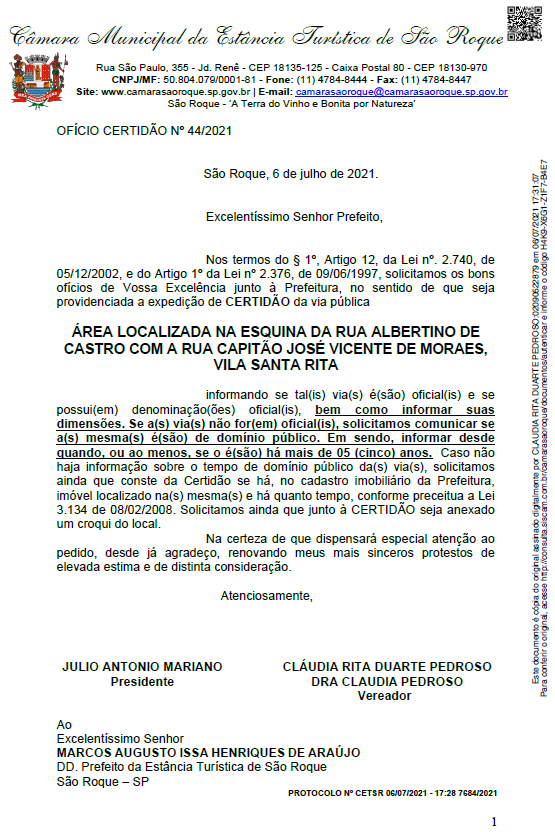 Câmara Municipal da Estância Turística de São Roque
Rua São Paulo, 355 - Jd. Renê - CEP 18135-125 - Caixa Postal 80 - CEP 18130-970
CNPJ/MF: 50.804.079/0001-81 - Fone: (11) 4784-8444 - Fax: (11) 4784-8447
Site: www.camarasaoroque.sp.gov.br | E-mail: camarasaoroque@camarasaoroque.sp.gov.br
São Roque - 'A Terra do Vinho e Bonita por Natureza'
OFÍCIO CERTIDÃO Nº 44/2021
São Roque, 6 de julho de 2021.
Excelentíssimo Senhor Prefeito,
Nos termos do § 1º, Artigo 12, da Lei nº. 2.740, de
05/12/2002, e do Artigo 1º da Lei nº 2.376, de 09/06/1997, solicitamos os bons
ofícios de Vossa Excelência junto à Prefeitura, no sentido de que seja
providenciada a expedição de CERTIDÃO da via pública
ÁREA LOCALIZADA NA ESQUINA DA RUA ALBERTINO DE
CASTRO COM A RUA CAPITÃO JOSÉ VICENTE DE MORAES,
VILA SANTA RITA
informando se tal(is) via(s) é(são) oficial(is) e se
possui(em) denominação(ões) oficial(is), bem como informar suas
dimensões. Se a(s) via(s) não for(em) oficial(is), solicitamos comunicar se
a(s) mesma(s) é(são) de domínio público. Em sendo, informar desde
quando, ou ao menos, se o é(são) há mais de 05 (cinco) anos. Caso não
haja informação sobre o tempo de domínio público da(s) via(s), solicitamos
ainda que conste da Certidão se há, no cadastro imobiliário da Prefeitura,
imóvel localizado na(s) mesma(s) e há quanto tempo, conforme preceitua a Lei
3.134 de 08/02/2008. Solicitamos ainda que junto à CERTIDÃO seja anexado
um croqui do local.
Na certeza de que dispensará especial atenção ao
pedido, desde já agradeço, renovando meus mais sinceros protestos de
elevada estima e de distinta consideração.
Atenciosamente,
JULIO ANTONIO MARIANO
Presidente
CLÁUDIA RITA DUARTE PEDROSO
DRA CLAUDIA PEDROSO
Vereador
Ao
Excelentíssimo Senhor
MARCOS AUGUSTO ISSA HENRIQUES DE ARAÚJO
DD. Prefeito da Estância Turística de São Roque
São Roque – SP
PROTOCOLO Nº CETSR 06/07/2021 - 17:28 7684/2021
1
Este documento é cópia do original assinado digitalmente por CLAUDIA RITA DUARTE PEDROSO:02090522879 em 06/07/2021 17:31:07
Para conferir o original, acesse http://consulta.siscam.com.br/camarasaoroque/documentos/autenticar e informe o código H4K9-X6G1-Z1F7-B4E7